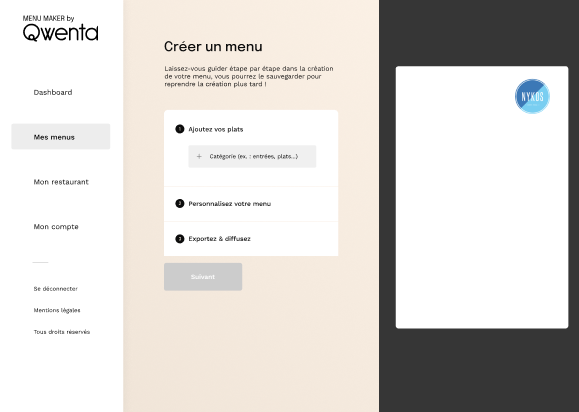 MENU MAKER by
Qwenta
Dashboard
Mes menus
Mon restaurant
Mon compte
Se déconnecter
Mentions légales
Tous droits réservés
Créer un menu
Laissez-vous guider étape par étape dans la création
de votre menu, vous pourrez le sauvegarder pour
reprendre la création plus tard !
1 Ajoutez vos plats
+ Catégorie (ex. : entrées, plats...)
2 Personnalisez votre menu
3 Exportez & diffusez
Suivant
NYKOS